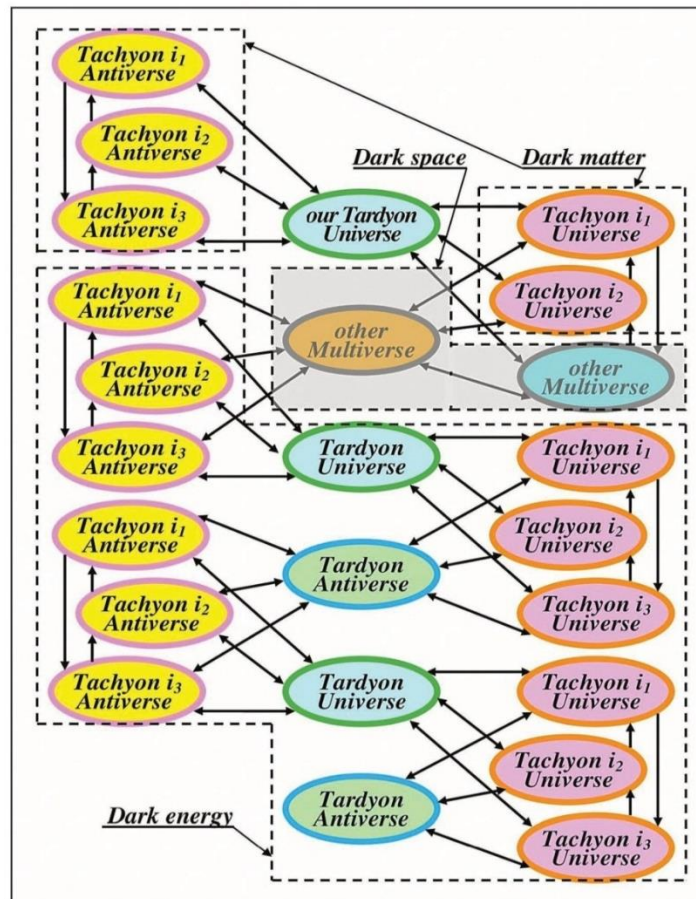 Tachyon i₁
Antiverse
Tachyon i₂
Antiverse
Dark space
Dark matter
Tachyon i₃
Antiverse
our Tardyon
Universe
Tachyon i₁
Universe
Tachyon i₁
Antiverse
Tachyon i₂
Universe
other
Multiverse
Tachyon i₂
Antiverse
other
Multiverse
Tachyon i₃
Antiverse
Tardyon
Universe
Tachyon i₁
Universe
Tachyon i₁
Antiverse
Tachyon i₂
Universe
Tardyon
Antiverse
Tachyon i₂
Antiverse
Tachyon i₃
Universe
Tachyon i₃
Antiverse
Tardyon
Universe
Tachyon i₁
Universe
Tachyon i₂
Universe
Tardyon
Antiverse
Dark energy
Tachyon i₃
Universe